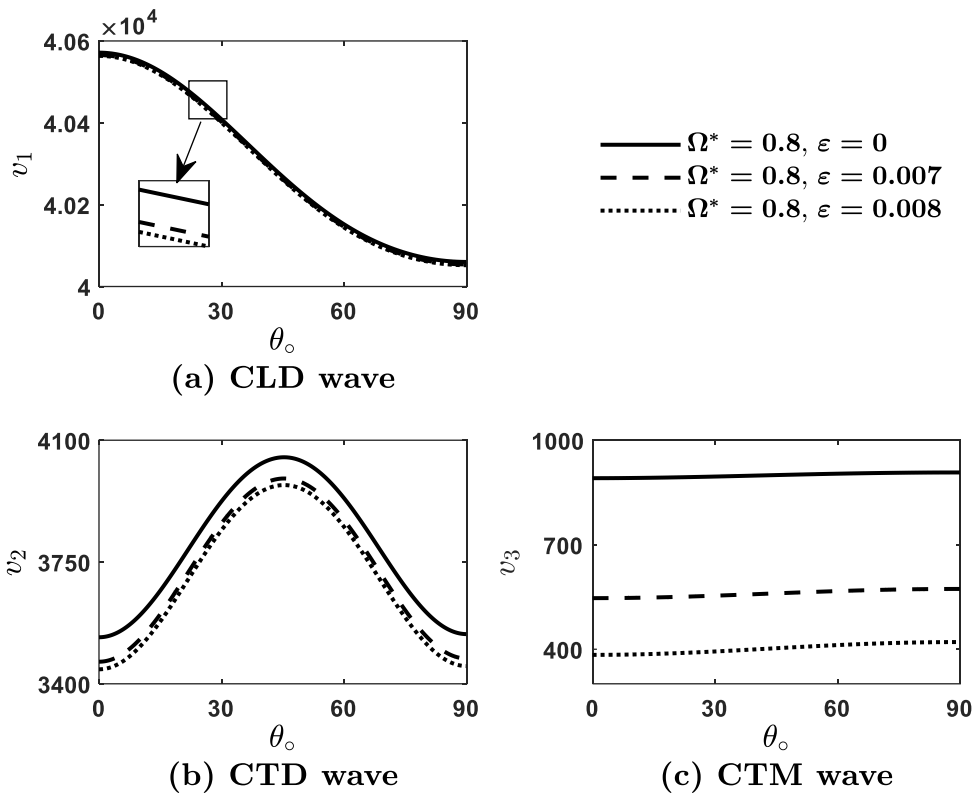 ×10⁴
4.06
4.04
4.02
4
v₁
0 30 60 90
θ∘
(a) CLD wave
Ω* = 0.8, ε = 0
Ω* = 0.8, ε = 0.007
Ω* = 0.8, ε = 0.008
4100
3750
3400
v₂
0 30 60 90
θ∘
(b) CTD wave
1000
700
400
v₃
0 30 60 90
θ∘
(c) CTM wave